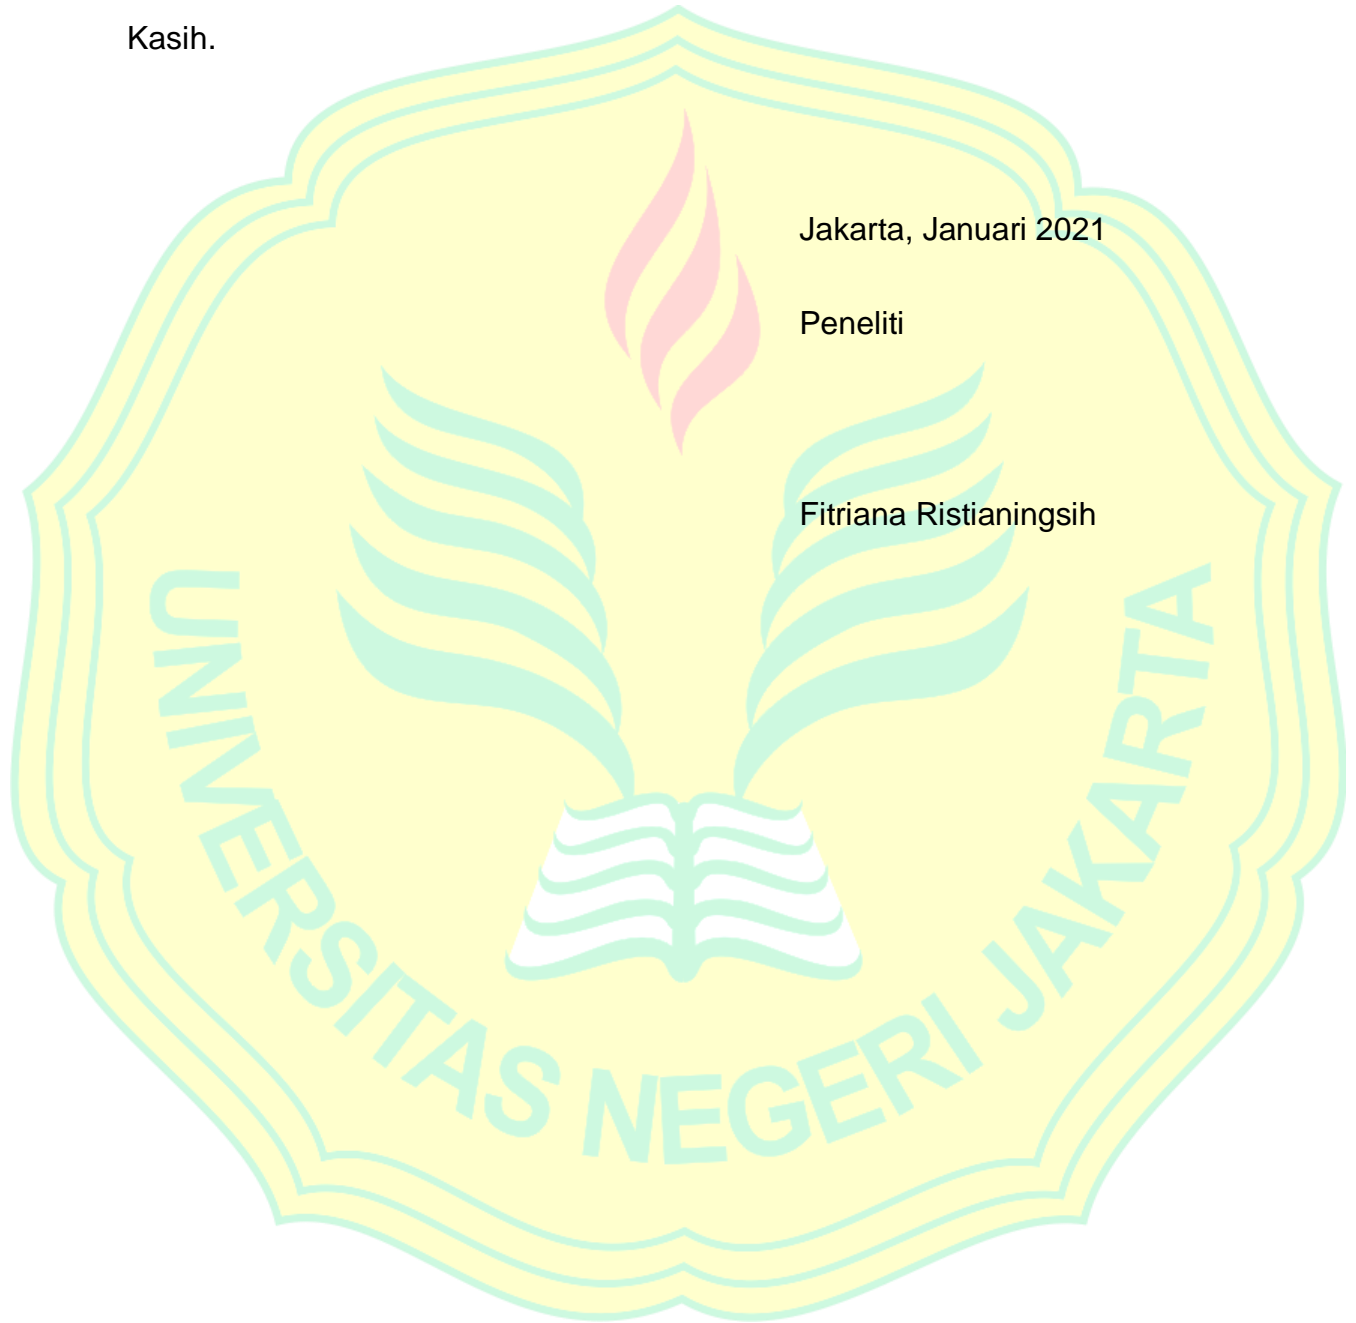 Kasih.
Jakarta, Januari 2021
Peneliti
Fitriana Ristianingsih
UNIVERSITAS NEGERI JAKARTA